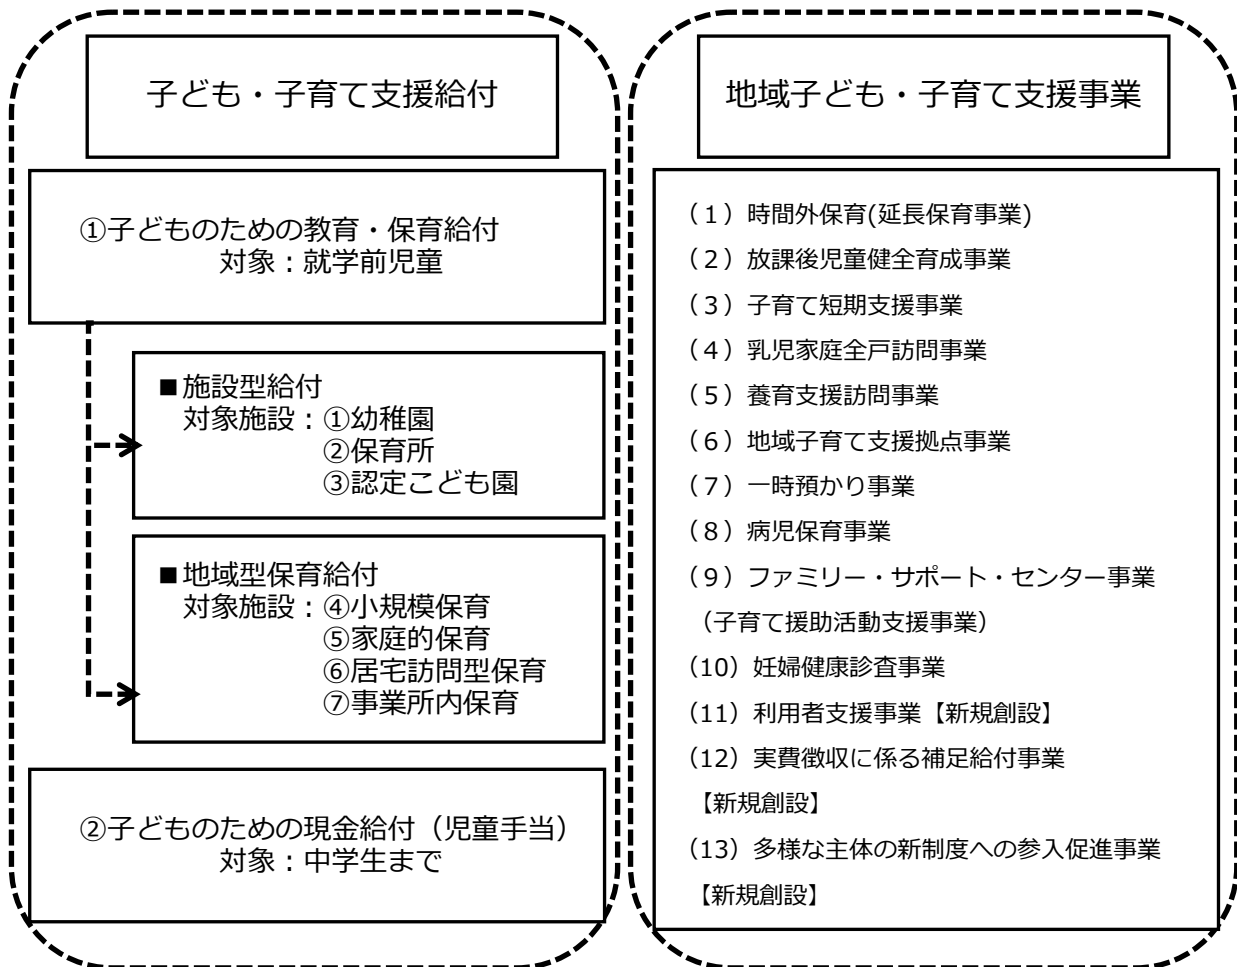 子ども・子育て支援給付
①子どものための教育・保育給付
対象：就学前児童
■施設型給付
対象施設：①幼稚園
②保育所
③認定こども園
■地域型保育給付
対象施設：④小規模保育
⑤家庭的保育
⑥居宅訪問型保育
⑦事業所内保育
②子どものための現金給付（児童手当）
対象：中学生まで
地域子ども・子育て支援事業
（1）時間外保育(延長保育事業)
（2）放課後児童健全育成事業
（3）子育て短期支援事業
（4）乳児家庭全戸訪問事業
（5）養育支援訪問事業
（6）地域子育て支援拠点事業
（7）一時預かり事業
（8）病児保育事業
（9）ファミリー・サポート・センター事業
（子育て援助活動支援事業）
（10）妊婦健康診査事業
（11）利用者支援事業【新規創設】
（12）実費徴収に係る補足給付事業
【新規創設】
（13）多様な主体の新制度への参入促進事業
【新規創設】